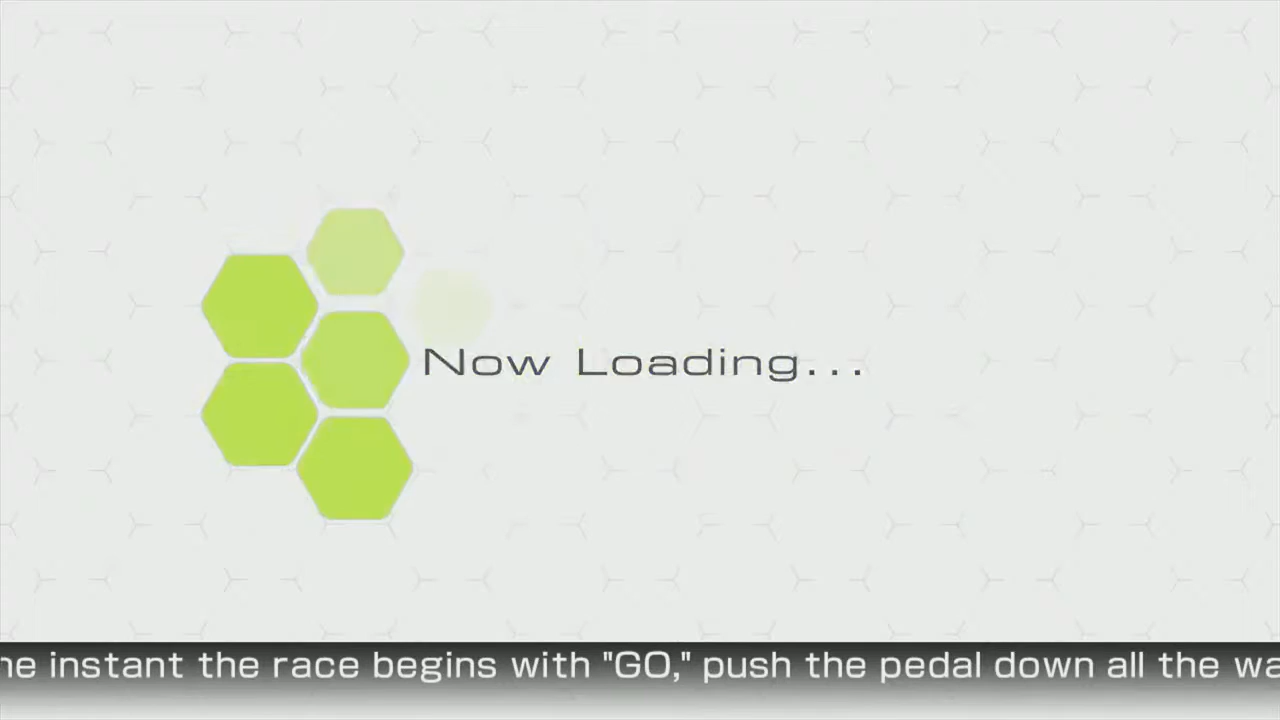 Now Loading...
instant the race begins with "GO," push the pedal down all the